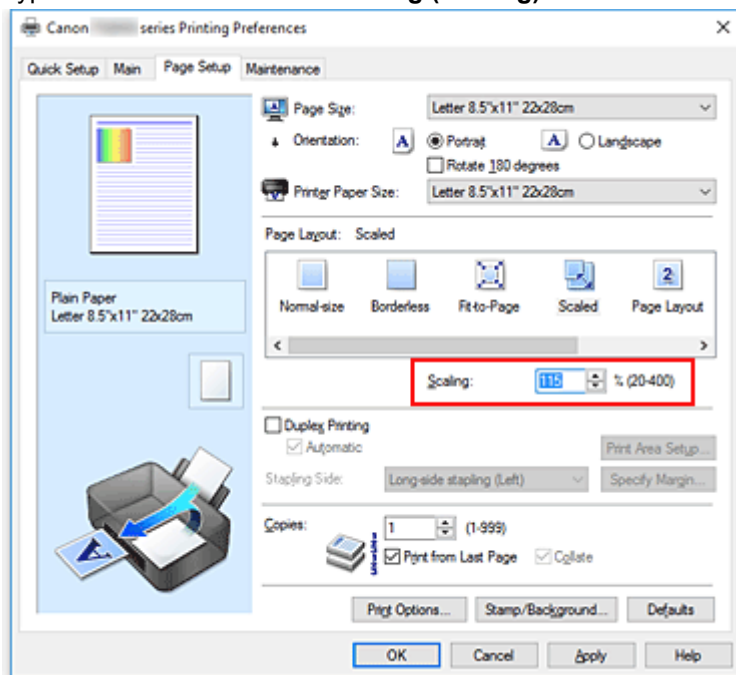 Canon series Printing Preferences
Quick Setup Main Page Setup Maintenance
Page Size: Letter 8.5"x11" 22x28cm
Orientation: A Portrait A Landscape
Rotate 180 degrees
Printer Paper Size: Letter 8.5"x11" 22x28cm
Page Layout: Scaled
Normal-size Borderless Fit-to-Page Scaled 2 Page Layout
Plain Paper
Letter 8.5"x11" 22x28cm
Scaling: 115 % (20-400)
Duplex Printing
Automatic
Print Area Setup...
Stapling Side: Long-side stapling (Left) Specify Margin...
Copies: 1 (1-999)
Print from Last Page Collate
A
Print Options... Stamp/Background... Defaults
OK Cancel Apply Help